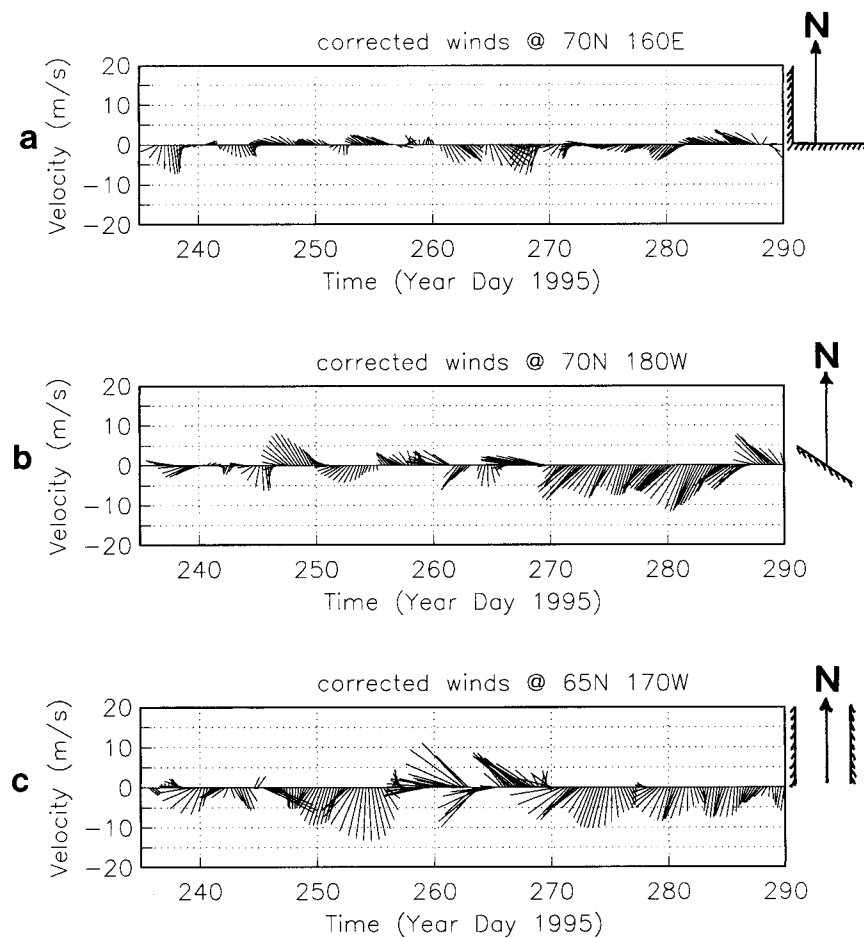 corrected winds @ 70N 160E
N
a
Velocity (m/s)
20
10
0
−10
−20
240 250 260 270 280 290
Time (Year Day 1995)
corrected winds @ 70N 180W
N
b
Velocity (m/s)
20
10
0
−10
−20
240 250 260 270 280 290
Time (Year Day 1995)
corrected winds @ 65N 170W
N
c
Velocity (m/s)
20
10
0
−10
−20
240 250 260 270 280 290
Time (Year Day 1995)